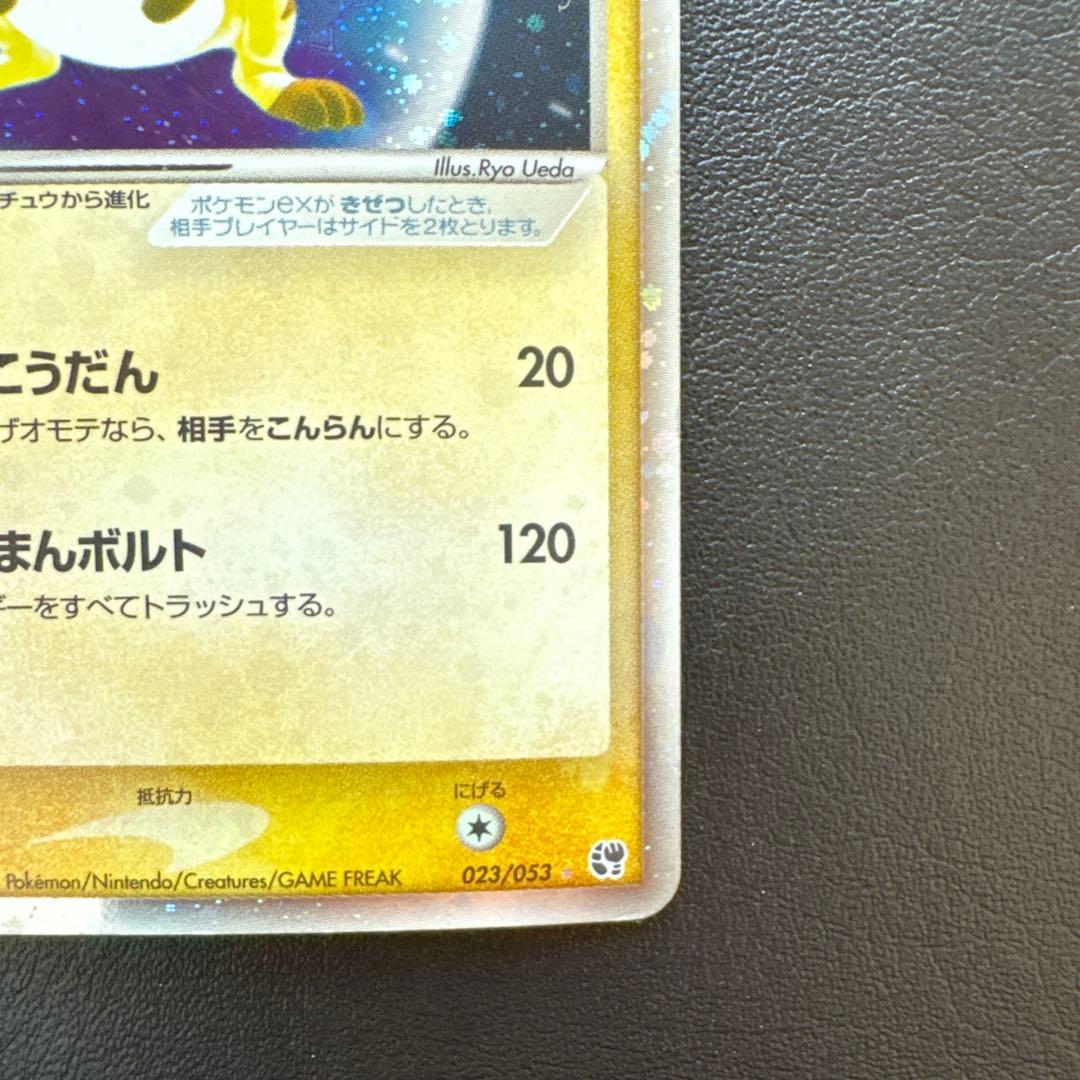 Illus.Ryo Ueda
チュウから進化
ポケモンexが きぜつしたとき、
相手プレイヤーはサイドを2枚とります。
こうだん 20
オモテなら、相手をこんらんにする。
まんボルト 120
ギーをすべてトラッシュする。
抵抗力 にげる
Pokémon/Nintendo/Creatures/GAME FREAK 023/053